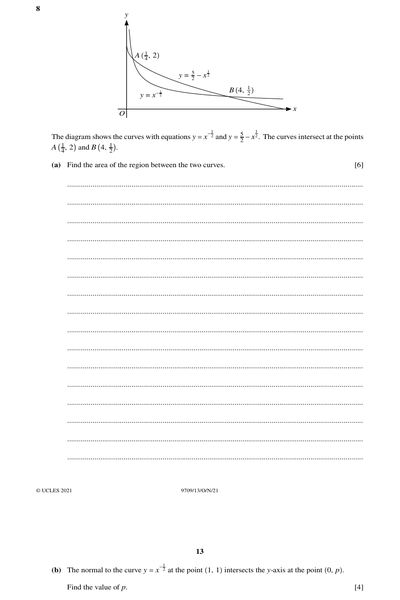 8
y
A (1/4, 2)
y = 5/2 − x^{1/2}
B (4, 1/2)
y = x^{−1/2}
O
x
The diagram shows the curves with equations y = x^{−1/2} and y = 5/2 − x^{1/2}. The curves intersect at the points
A (1/4, 2) and B (4, 1/2).
(a) Find the area of the region between the two curves. [6]
© UCLES 2021 9709/13/O/N/21
13
(b) The normal to the curve y = x^{−1/2} at the point (1, 1) intersects the y-axis at the point (0, p).
Find the value of p. [4]